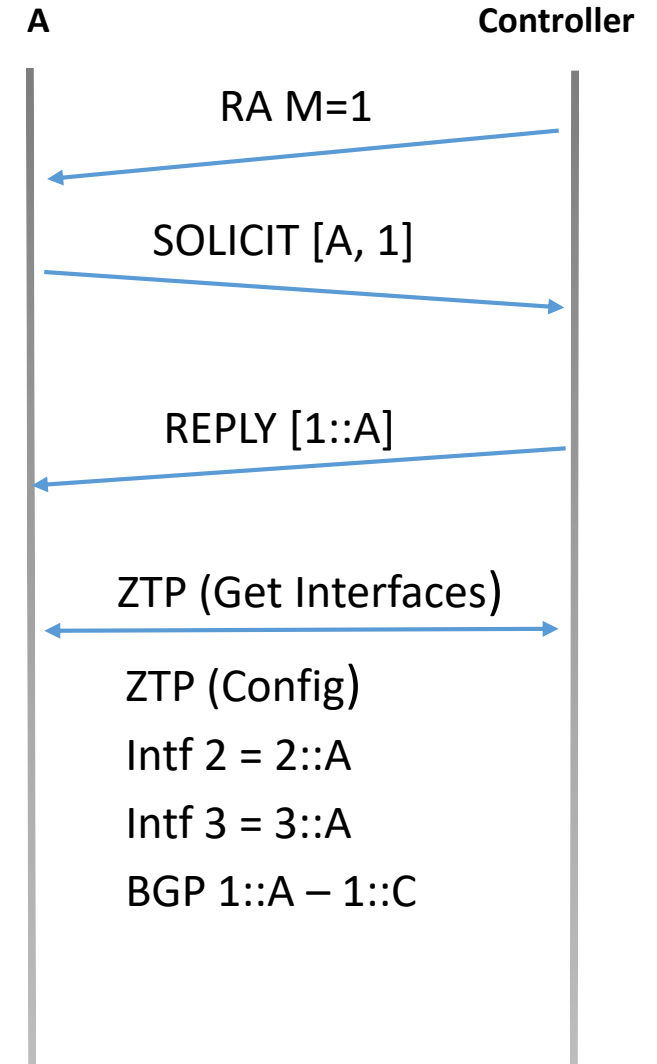 A Controller
RA M=1
SOLICIT [A, 1]
REPLY [1::A]
ZTP (Get Interfaces)
ZTP (Config)
Intf 2 = 2::A
Intf 3 = 3::A
BGP 1::A – 1::C